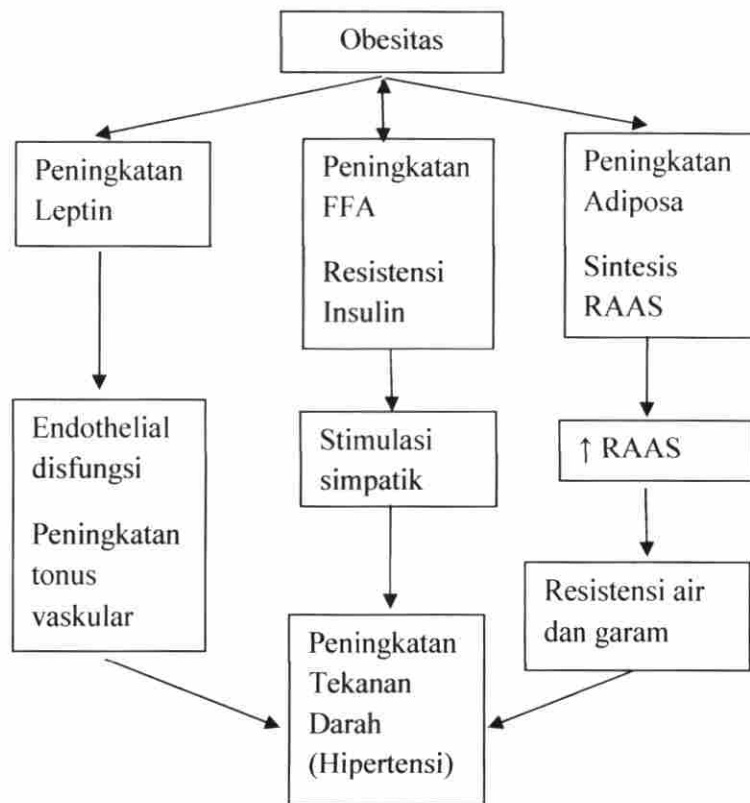 Obesitas
Peningkatan
Leptin
Peningkatan
FFA
Resistensi
Insulin
Peningkatan
Adiposa
Sintesis
RAAS
Endothelial
disfungsi
Peningkatan
tonus
vaskular
Stimulasi
simpatik
↑ RAAS
Resistensi air
dan garam
Peningkatan
Tekanan
Darah
(Hipertensi)